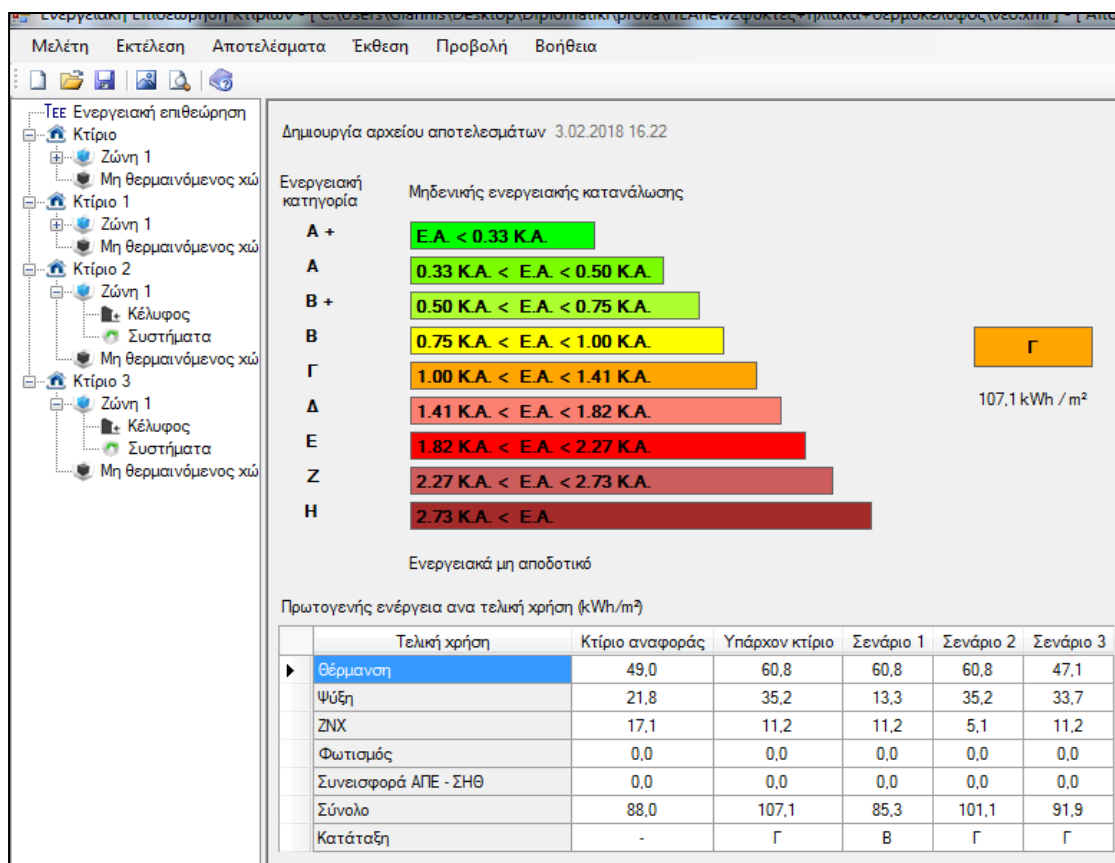 Ενεργειακή Επιθεώρηση Κτιρίων - [ C:\Users\Giannis\Desktop\Diplomatiki\prova\
Μελέτη Εκτέλεση Αποτελέσματα Έκθεση Προβολή Βοήθεια
ΤΕΕ Ενεργειακή επιθεώρηση
Κτίριο
Ζώνη 1
Μη θερμαινόμενος χώ
Κτίριο 1
Ζώνη 1
Μη θερμαινόμενος χώ
Κτίριο 2
Ζώνη 1
Κέλυφος
Συστήματα
Μη θερμαινόμενος χώ
Κτίριο 3
Ζώνη 1
Κέλυφος
Συστήματα
Μη θερμαινόμενος χώ
Δημιουργία αρχείου αποτελεσμάτων 3.02.2018 16.22
Ενεργειακή κατηγορία
Μηδενικής ενεργειακής κατανάλωσης
Α + Ε.Α. < 0.33 Κ.Α.
Α 0.33 Κ.Α. < Ε.Α. < 0.50 Κ.Α.
Β + 0.50 Κ.Α. < Ε.Α. < 0.75 Κ.Α.
Β 0.75 Κ.Α. < Ε.Α. < 1.00 Κ.Α.
Γ 1.00 Κ.Α. < Ε.Α. < 1.41 Κ.Α.
Δ 1.41 Κ.Α. < Ε.Α. < 1.82 Κ.Α.
Ε 1.82 Κ.Α. < Ε.Α. < 2.27 Κ.Α.
Ζ 2.27 Κ.Α. < Ε.Α. < 2.73 Κ.Α.
Η 2.73 Κ.Α. < Ε.Α.
Γ
107,1 kWh / m²
Ενεργειακά μη αποδοτικό
Πρωτογενής ενέργεια ανα τελική χρήση (kWh/m²)
Τελική χρήση Κτίριο αναφοράς Υπάρχον κτίριο Σενάριο 1 Σενάριο 2 Σενάριο 3
Θέρμανση 49,0 60,8 60,8 60,8 47,1
Ψύξη 21,8 35,2 13,3 35,2 33,7
ΖΝΧ 17,1 11,2 11,2 5,1 11,2
Φωτισμός 0,0 0,0 0,0 0,0 0,0
Συνεισφορά ΑΠΕ - ΣΗΘ 0,0 0,0 0,0 0,0 0,0
Σύνολο 88,0 107,1 85,3 101,1 91,9
Κατάταξη - Γ Β Γ Γ